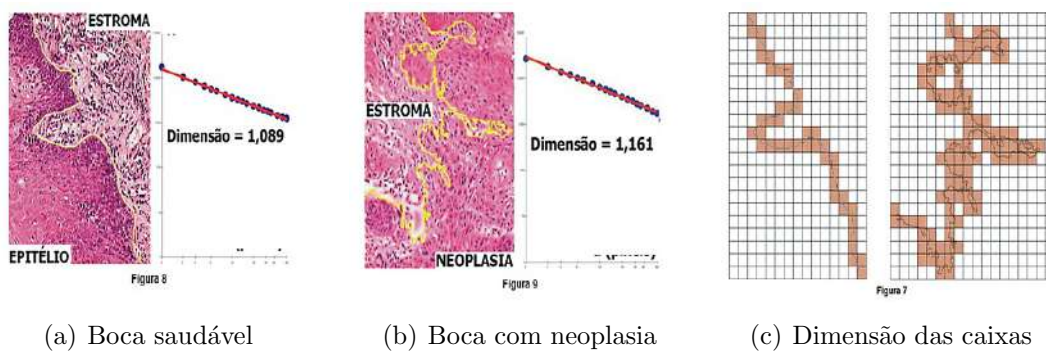 ESTROMA
Dimensão = 1,089
EPITÉLIO
Figura 8
ESTROMA
Dimensão = 1,161
NEOPLASIA
Figura 9
Figura 7
(a) Boca saudável
(b) Boca com neoplasia
(c) Dimensão das caixas